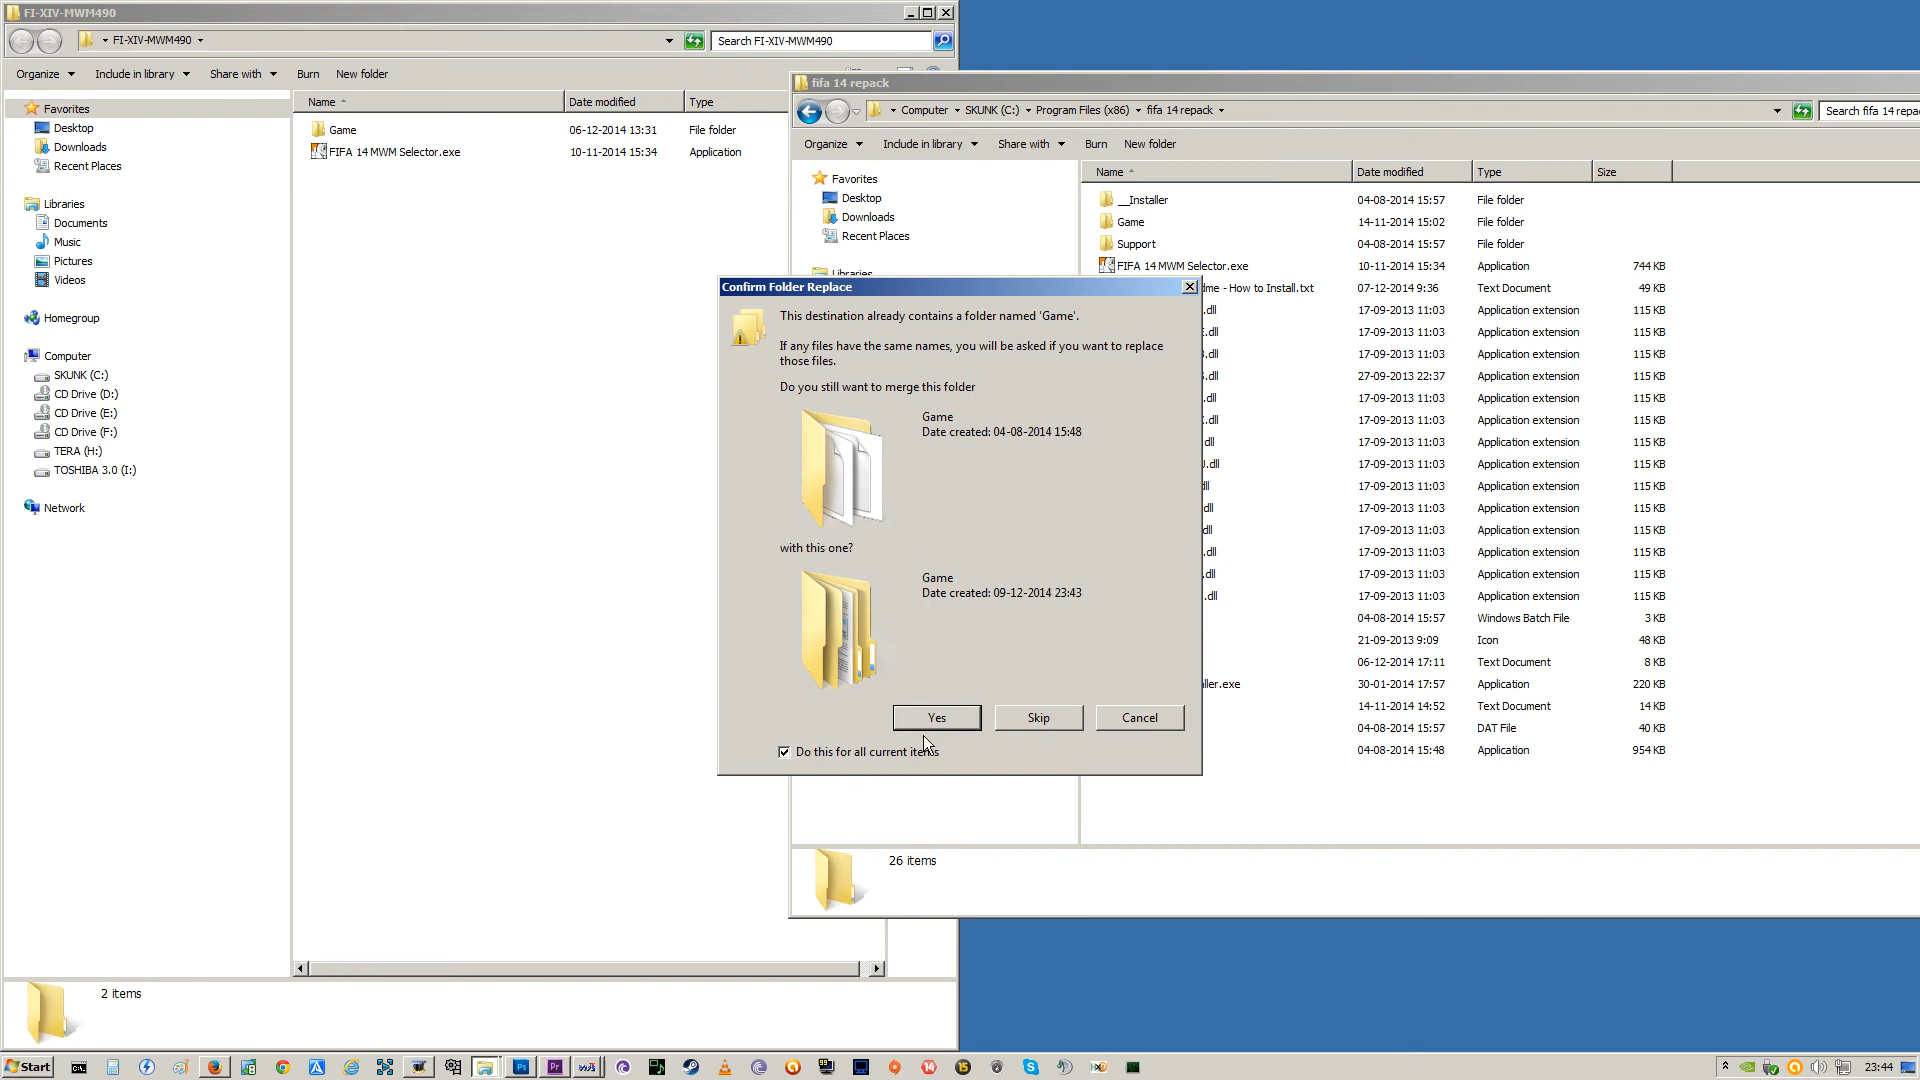 FI-XIV-MWM490
FI-XIV-MWM490
Search FI-XIV-MWM490
Organize
Include in library
Share with
Burn
New folder
Name
Date modified
Type
Favorites
Desktop
Downloads
Recent Places
Libraries
Documents
Music
Pictures
Videos
Homegroup
Computer
SKUNK (C:)
CD Drive (D:)
CD Drive (E:)
CD Drive (F:)
TERA (H:)
TOSHIBA 3.0 (I:)
Network
Game 06-12-2014 13:31 File folder
FIFA 14 MWM Selector.exe 10-11-2014 15:34 Application
2 items
fifa 14 repack
Computer SKUNK (C:) Program Files (x86) fifa 14 repack
Search fifa 14 repac
Organize
Include in library
Share with
Burn
New folder
Favorites
Desktop
Downloads
Recent Places
Libraries
Name Date modified Type Size
__Installer 04-08-2014 15:57 File folder
Game 14-11-2014 15:02 File folder
Support 04-08-2014 15:57 File folder
FIFA 14 MWM Selector.exe 10-11-2014 15:34 Application 744 KB
dme - How to Install.txt 07-12-2014 9:36 Text Document 49 KB
.dll 17-09-2013 11:03 Application extension 115 KB
.dll 17-09-2013 11:03 Application extension 115 KB
.dll 17-09-2013 11:03 Application extension 115 KB
.dll 27-09-2013 22:37 Application extension 115 KB
.dll 17-09-2013 11:03 Application extension 115 KB
.dll 17-09-2013 11:03 Application extension 115 KB
.dll 17-09-2013 11:03 Application extension 115 KB
.dll 17-09-2013 11:03 Application extension 115 KB
dll 17-09-2013 11:03 Application extension 115 KB
.dll 17-09-2013 11:03 Application extension 115 KB
.dll 17-09-2013 11:03 Application extension 115 KB
.dll 17-09-2013 11:03 Application extension 115 KB
.dll 17-09-2013 11:03 Application extension 115 KB
.dll 17-09-2013 11:03 Application extension 115 KB
04-08-2014 15:57 Windows Batch File 3 KB
21-09-2013 9:09 Icon 48 KB
06-12-2014 17:11 Text Document 8 KB
ller.exe 30-01-2014 17:57 Application 220 KB
14-11-2014 14:52 Text Document 14 KB
04-08-2014 15:57 DAT File 40 KB
04-08-2014 15:48 Application 954 KB
26 items
Confirm Folder Replace
This destination already contains a folder named 'Game'.
If any files have the same names, you will be asked if you want to replace
those files.
Do you still want to merge this folder
Game
Date created: 04-08-2014 15:48
with this one?
Game
Date created: 09-12-2014 23:43
Yes
Skip
Cancel
Do this for all current items
Start
23:44